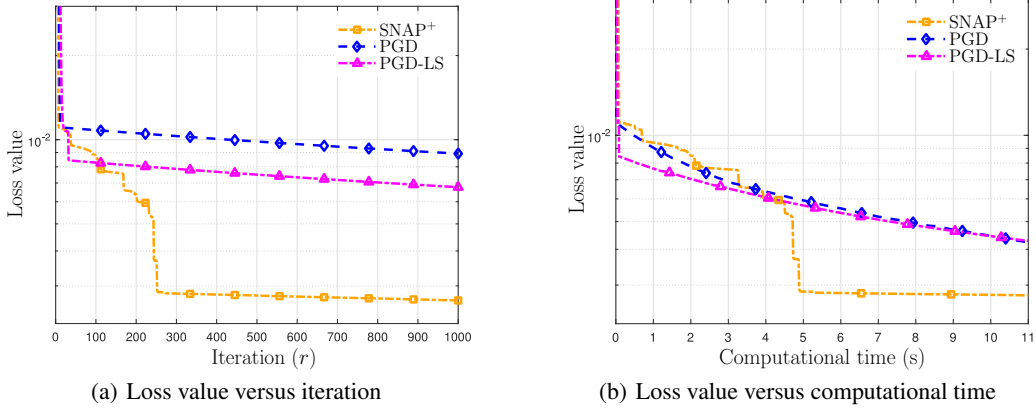 SNAP+
PGD
PGD-LS
10-2
Loss value
0 100 200 300 400 500 600 700 800 900 1000
Iteration (r)
(a) Loss value versus iteration
SNAP+
PGD
PGD-LS
10-2
Loss value
0 1 2 3 4 5 6 7 8 9 10 11
Computational time (s)
(b) Loss value versus computational time